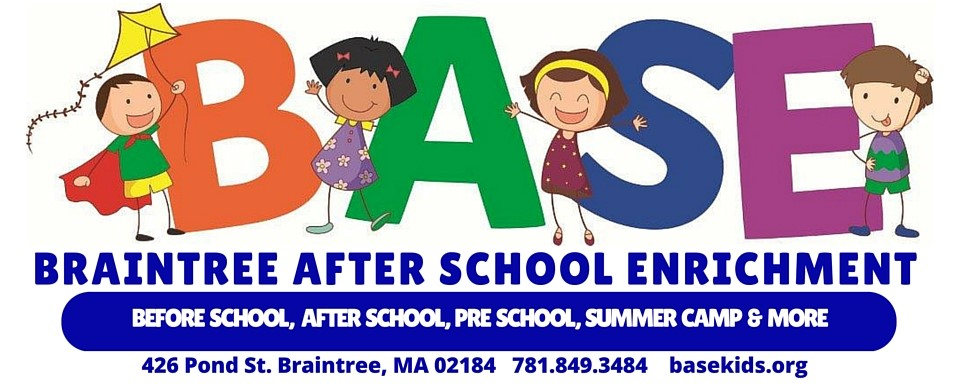 BASE
BRAINTREE AFTER SCHOOL ENRICHMENT
BEFORE SCHOOL, AFTER SCHOOL, PRE SCHOOL, SUMMER CAMP & MORE
426 Pond St. Braintree, MA 02184 781.849.3484 basekids.org